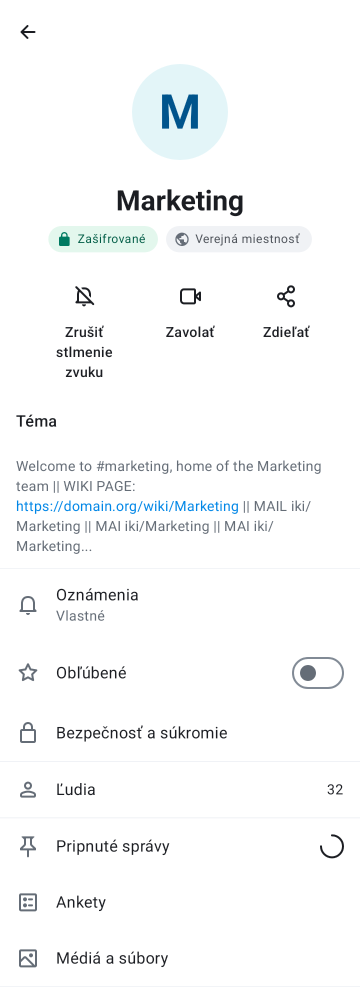 M
Marketing
Zašifrované
Verejná miestnosť
Zrušiť
stlmenie
zvuku
Zavolať
Zdieľať
Téma
Welcome to #marketing, home of the Marketing
team || WIKI PAGE:
https://domain.org/wiki/Marketing || MAIL iki/
Marketing || MAI iki/Marketing || MAI iki/
Marketing...
Oznámenia
Vlastné
Obľúbené
Bezpečnosť a súkromie
Ľudia
32
Pripnuté správy
Ankety
Médiá a súbory